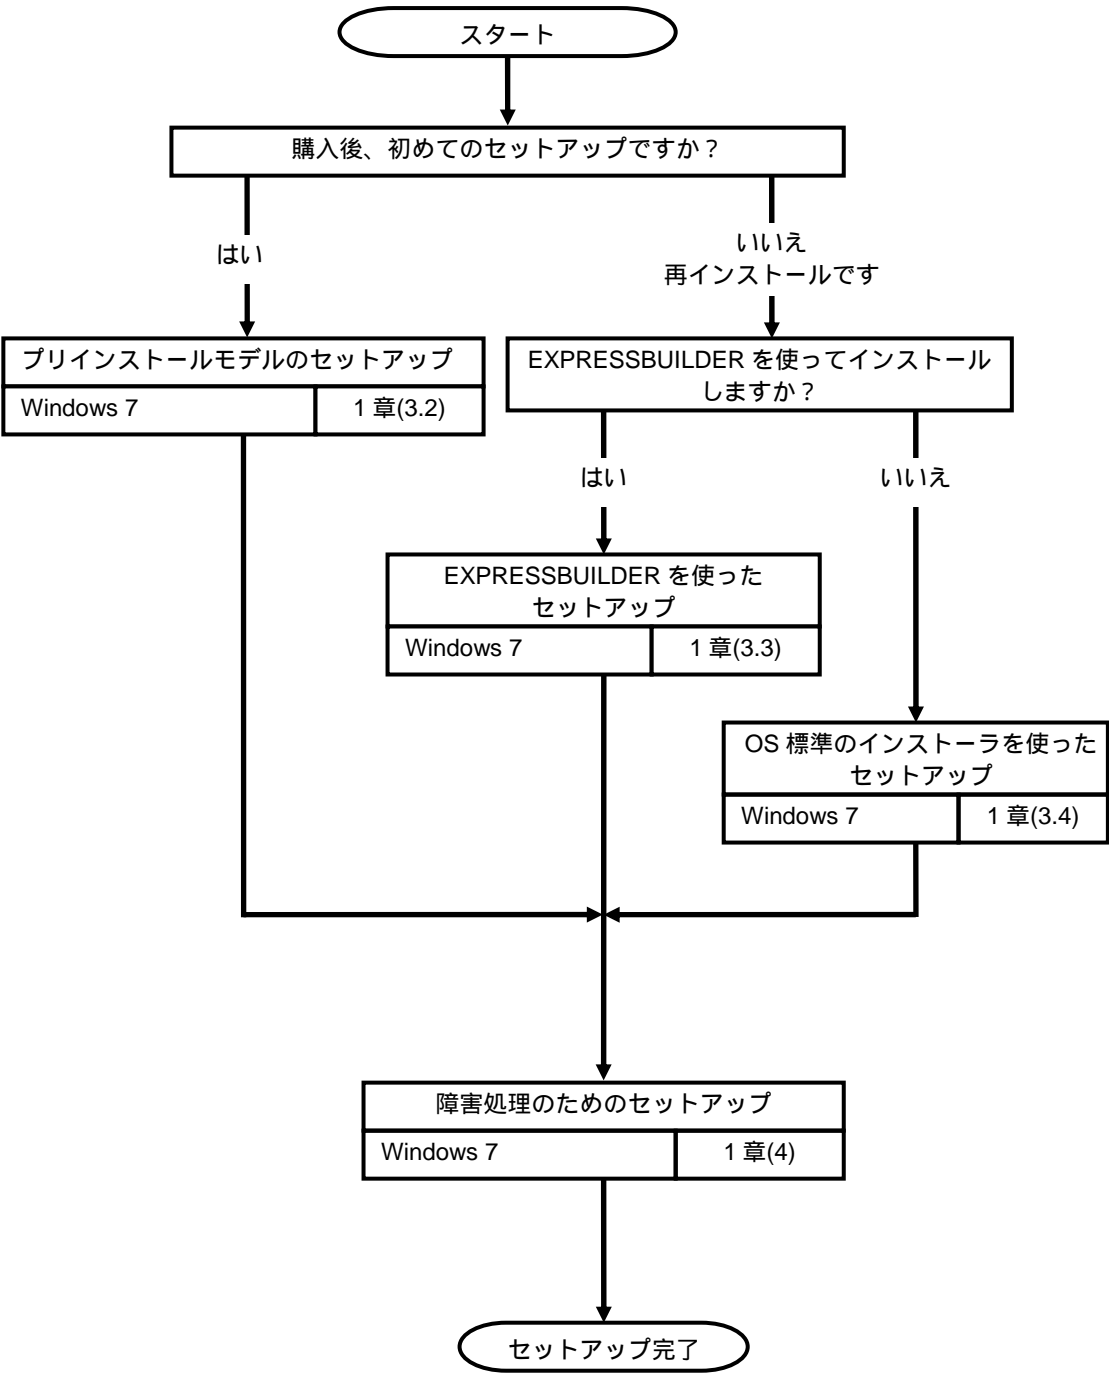 スタート
購入後、初めてのセットアップですか？
はい
いいえ
再インストールです
プリインストールモデルのセットアップ
Windows 7
1 章(3.2)
EXPRESSBUILDER を使ってインストール
しますか？
はい
いいえ
EXPRESSBUILDER を使った
セットアップ
Windows 7
1 章(3.3)
OS 標準のインストーラを使った
セットアップ
Windows 7
1 章(3.4)
障害処理のためのセットアップ
Windows 7
1 章(4)
セットアップ完了